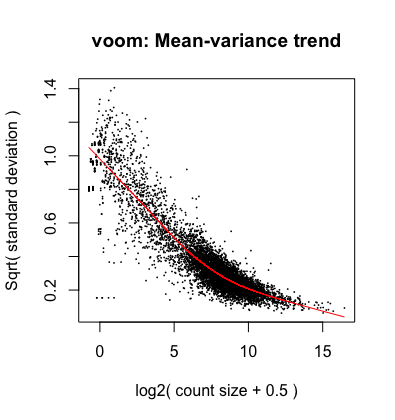 voom: Mean-variance trend
Sqrt( standard deviation )
1.4
1.0
0.6
0.2
0 5 10 15
log2( count size + 0.5 )